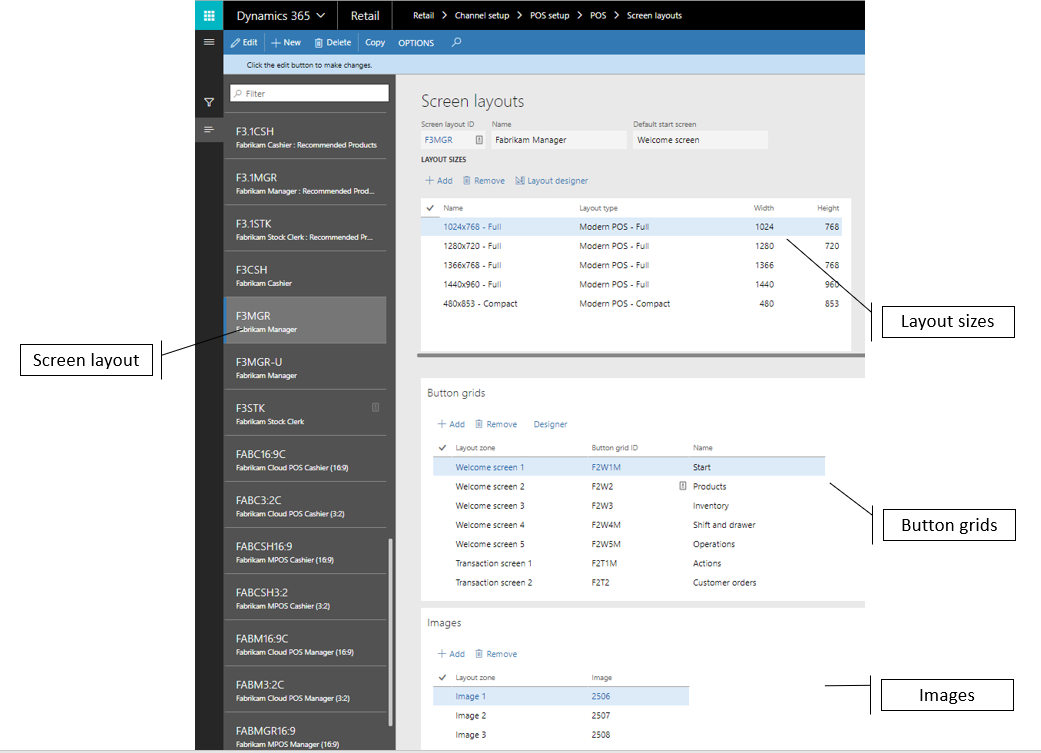 Dynamics 365 Retail Retail > Channel setup > POS setup > POS > Screen layouts
Edit + New Delete Copy OPTIONS
Click the edit button to make changes.
Filter
F3.1CSH
Fabrikam Cashier : Recommended Products
F3.1MGR
Fabrikam Manager : Recommended Prod...
F3.1STK
Fabrikam Stock Clerk : Recommended Pr...
F3CSH
Fabrikam Cashier
F3MGR
Fabrikam Manager
F3MGR-U
Fabrikam Manager
F3STK
Fabrikam Stock Clerk
FABC16:9C
Fabrikam Cloud POS Cashier (16:9)
FABC3:2C
Fabrikam Cloud POS Cashier (3:2)
FABCSH16:9
Fabrikam MPOS Cashier (16:9)
FABCSH3:2
Fabrikam MPOS Cashier (3:2)
FABM16:9C
Fabrikam Cloud POS Manager (16:9)
FABM3:2C
Fabrikam Cloud POS Manager (3:2)
FABMGR16:9
Fabrikam MPOS Manager (16:9)
Screen layouts
Screen layout ID Name Default start screen
F3MGR Fabrikam Manager Welcome screen
LAYOUT SIZES
+ Add Remove Layout designer
Name Layout type Width Height
1024x768 - Full Modern POS - Full 1024 768
1280x720 - Full Modern POS - Full 1280 720
1366x768 - Full Modern POS - Full 1366 768
1440x960 - Full Modern POS - Full 1440 960
480x853 - Compact Modern POS - Compact 480 853
Button grids
+ Add Remove Designer
Layout zone Button grid ID Name
Welcome screen 1 F2W1M Start
Welcome screen 2 F2W2 Products
Welcome screen 3 F2W3 Inventory
Welcome screen 4 F2W4M Shift and drawer
Welcome screen 5 F2W5M Operations
Transaction screen 1 F2T1M Actions
Transaction screen 2 F2T2 Customer orders
Images
+ Add Remove
Layout zone Image
Image 1 2506
Image 2 2507
Image 3 2508
Screen layout
Layout sizes
Button grids
Images